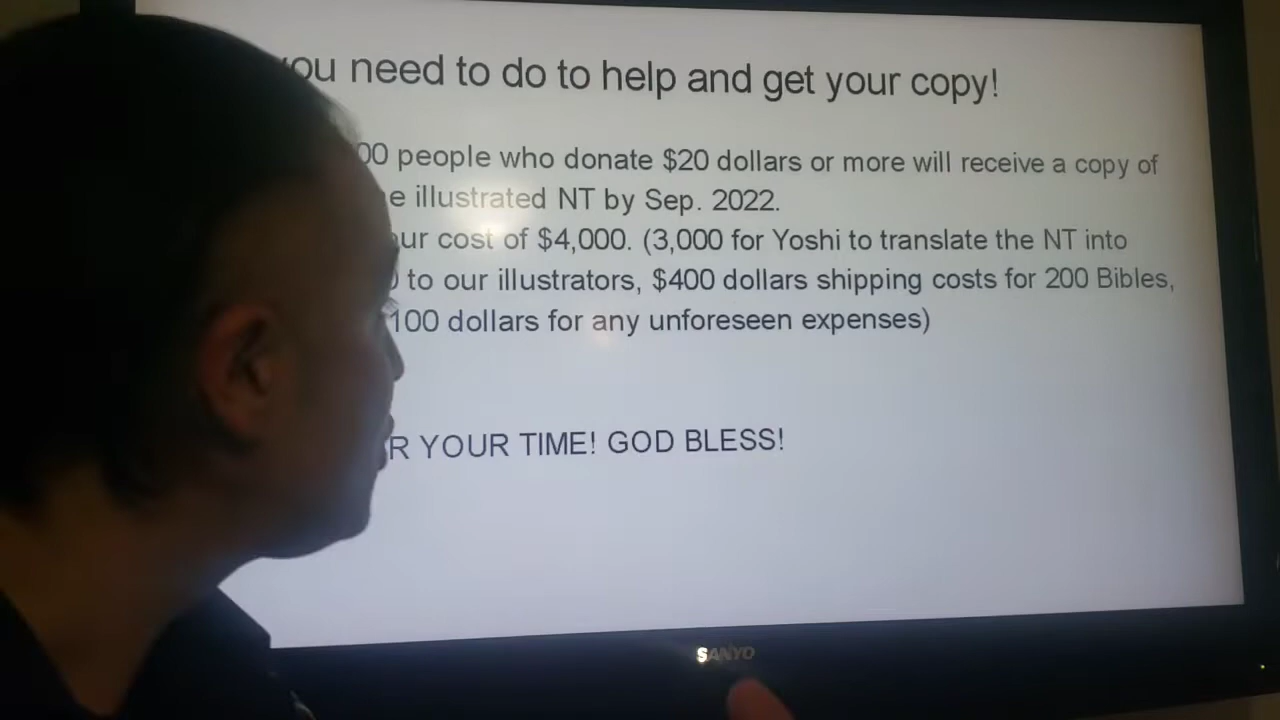 you need to do to help and get your copy!
00 people who donate $20 dollars or more will receive a copy of
e illustrated NT by Sep. 2022.
ur cost of $4,000. (3,000 for Yoshi to translate the NT into
to our illustrators, $400 dollars shipping costs for 200 Bibles,
100 dollars for any unforeseen expenses)
R YOUR TIME! GOD BLESS!
SANYO